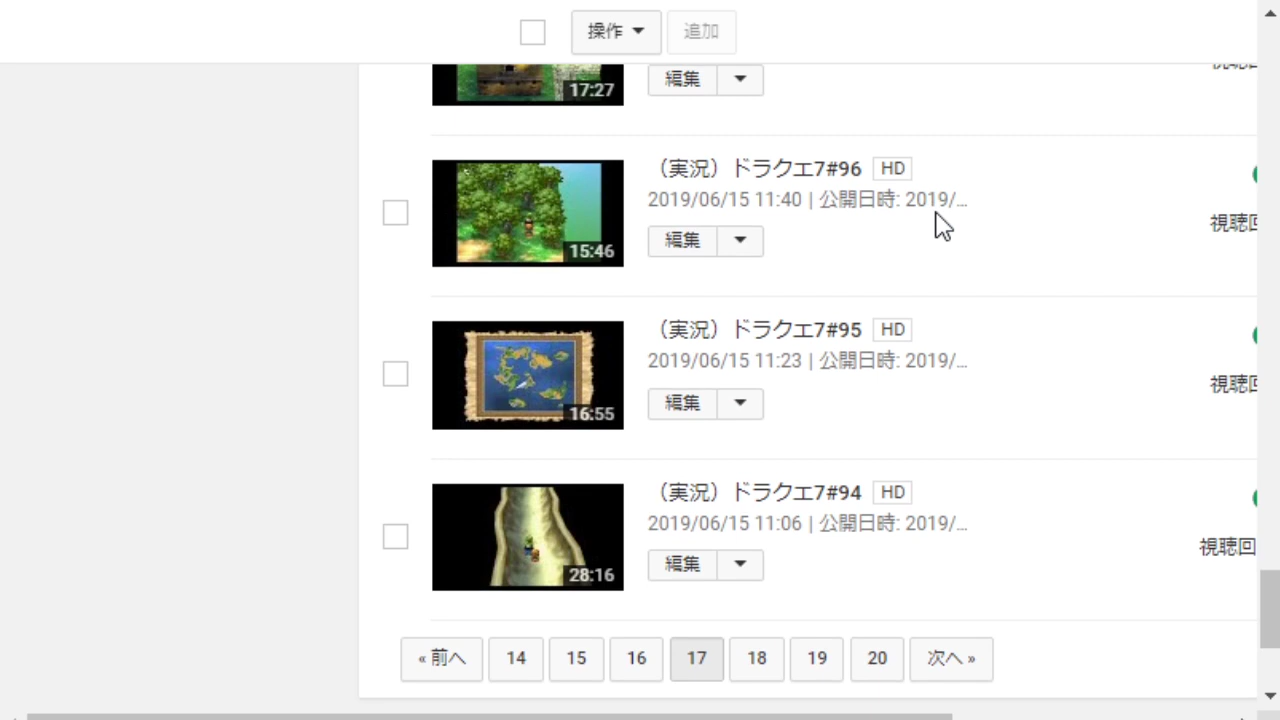 操作
追加
17:27
編集
（実況）ドラクエ7#96 HD
2019/06/15 11:40 | 公開日時: 2019/...
視聴回
15:46
編集
（実況）ドラクエ7#95 HD
2019/06/15 11:23 | 公開日時: 2019/...
視聴回
16:55
編集
（実況）ドラクエ7#94 HD
2019/06/15 11:06 | 公開日時: 2019/...
視聴回
28:16
編集
« 前へ 14 15 16 17 18 19 20 次へ »